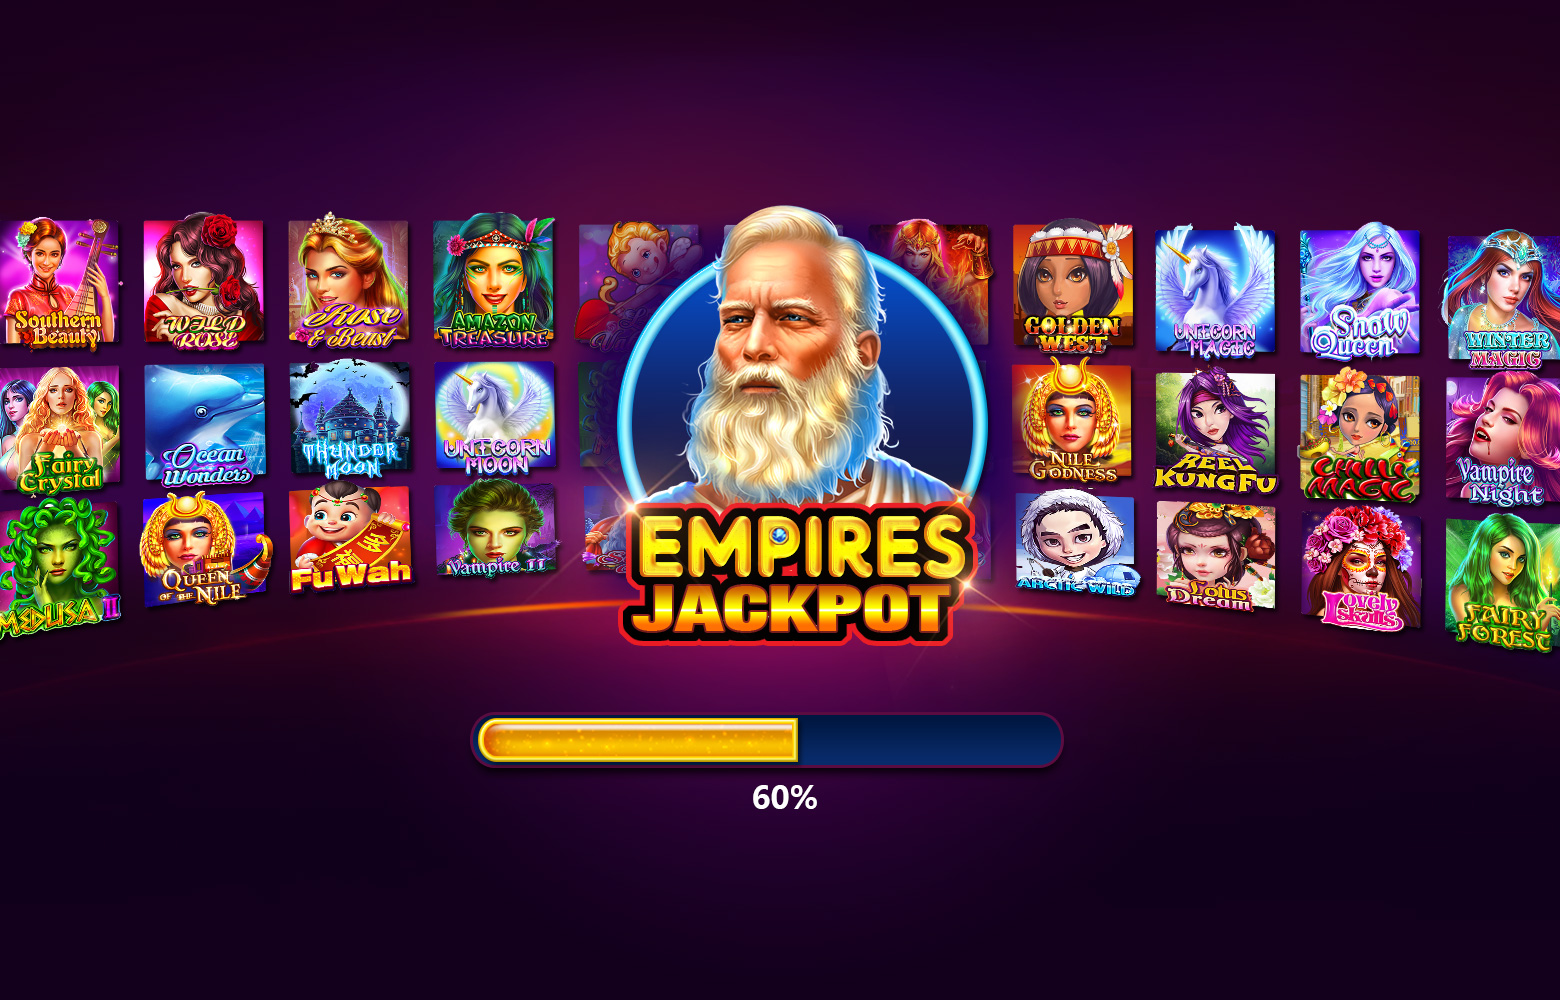 Southern
Beauty
WILD
ROSE
Rose
& Beast
AMAZON
TREASURE
GOLDEN
WEST
UNICORN
MAGIC
Snow
Queen
WINTER
MAGIC
Fairy
Crystal
Ocean
Wonders
THUNDER
MOON
UNICORN
MOON
NILE
GODNESS
REEL
KUNG FU
CHILLI
MAGIC
Vampire
Night
MEDUSA II
QUEEN
OF THE NILE
Fu Wah
Vampire II
ARCTIC WILD
Lotus
Dream
Lovely
Skulls
FAIRY
FOREST
EMPIRES
JACKPOT
60%